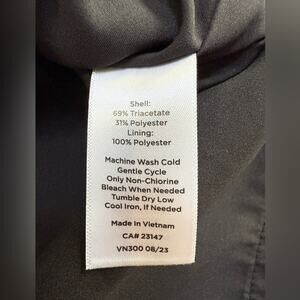 Shell:
69% Triacetate
31% Polyester
Lining:
100% Polyester
Machine Wash Cold
Gentle Cycle
Only Non-Chlorine
Bleach When Needed
Tumble Dry Low
Cool Iron, If Needed
Made In Vietnam
CA# 23147
VN300 08/23